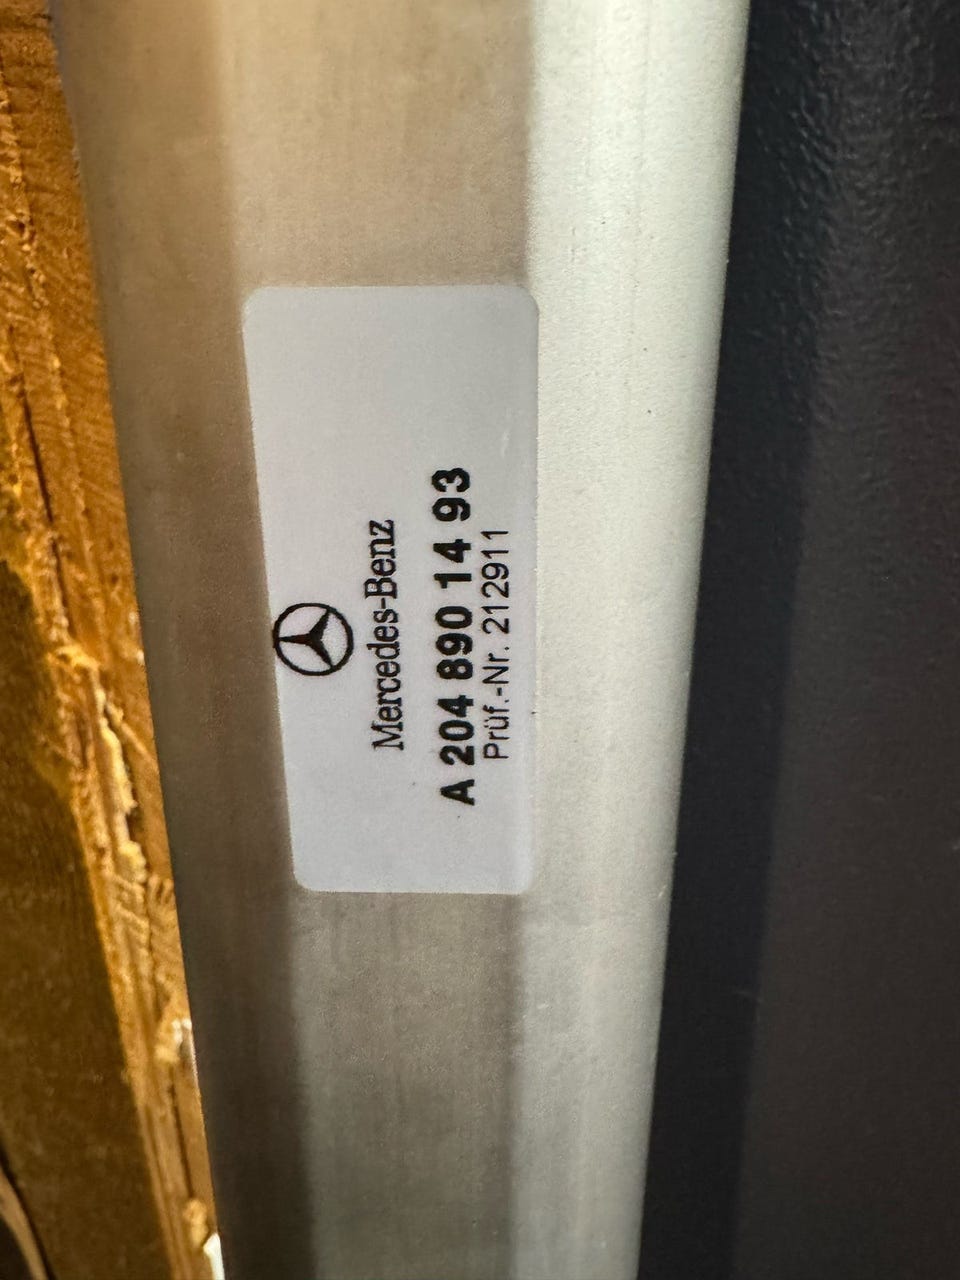 Mercedes-Benz
A 204 890 14 93
Prüf.-Nr. 212911